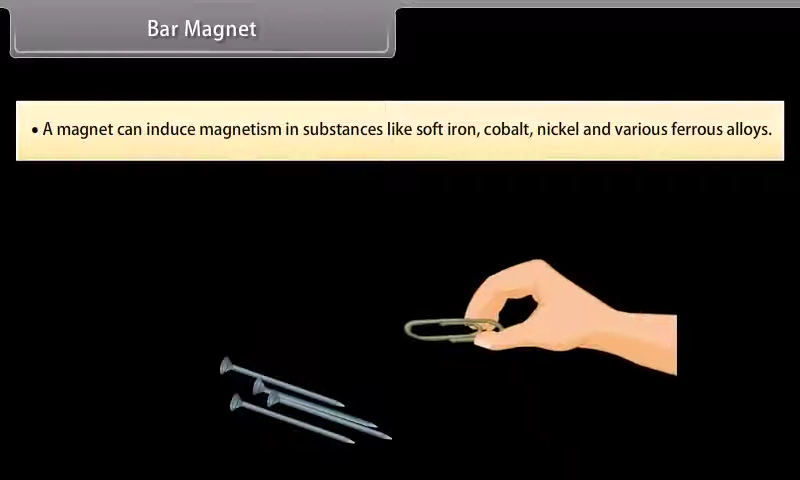 Bar Magnet
• A magnet can induce magnetism in substances like soft iron, cobalt, nickel and various ferrous alloys.